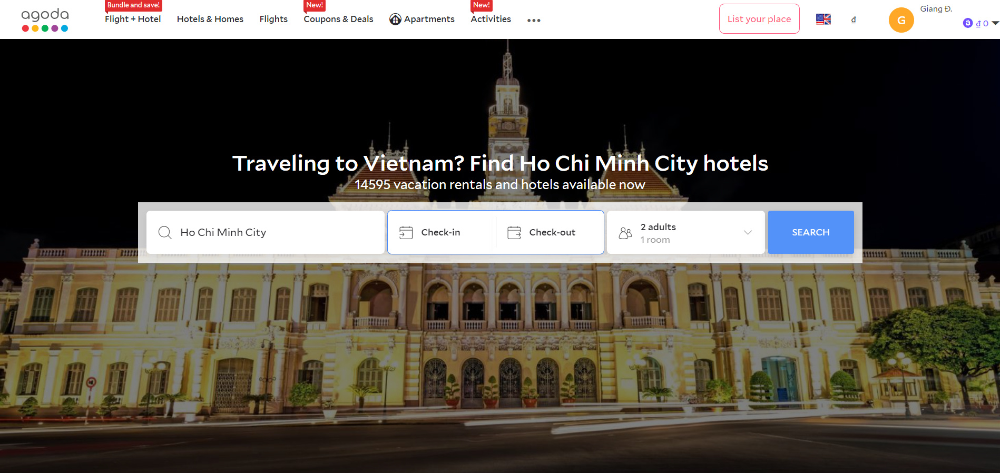 agoda
Bundle and save!
Flight + Hotel
Hotels & Homes
Flights
New!
Coupons & Deals
Apartments
New!
Activities
List your place
₫
G
Giang Đ.
₫ 0
Traveling to Vietnam? Find Ho Chi Minh City hotels
14595 vacation rentals and hotels available now
Ho Chi Minh City
Check-in
Check-out
2 adults
1 room
SEARCH